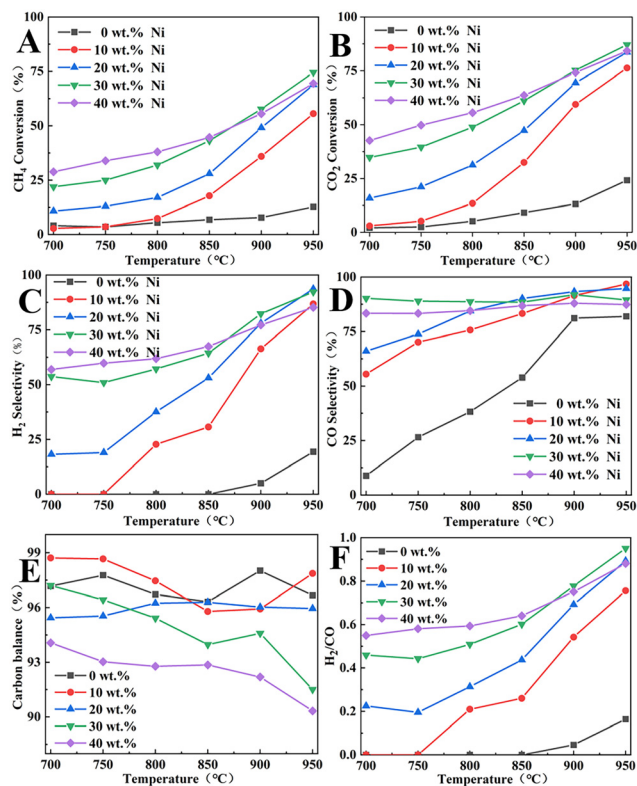 A
0 wt.% Ni
10 wt.% Ni
20 wt.% Ni
30 wt.% Ni
40 wt.% Ni
CH4 Conversion (%)
100
75
50
25
0
700 750 800 850 900 950
Temperature (°C)
B
0 wt.% Ni
10 wt.% Ni
20 wt.% Ni
30 wt.% Ni
40 wt.% Ni
CO2 Conversion (%)
100
75
50
25
0
700 750 800 850 900 950
Temperature (°C)
C
0 wt.% Ni
10 wt.% Ni
20 wt.% Ni
30 wt.% Ni
40 wt.% Ni
H2 Selectivity (%)
100
75
50
25
0
700 750 800 850 900 950
Temperature (°C)
D
0 wt.% Ni
10 wt.% Ni
20 wt.% Ni
30 wt.% Ni
40 wt.% Ni
CO Selectivity (%)
100
75
50
25
0
700 750 800 850 900 950
Temperature (°C)
E
0 wt.%
10 wt.%
20 wt.%
30 wt.%
40 wt.%
Carbon balance (%)
99
96
93
90
700 750 800 850 900 950
Temperature (°C)
F
0 wt.%
10 wt.%
20 wt.%
30 wt.%
40 wt.%
H2/CO
1.0
0.8
0.6
0.4
0.2
0.0
700 750 800 850 900 950
Temperature (°C)